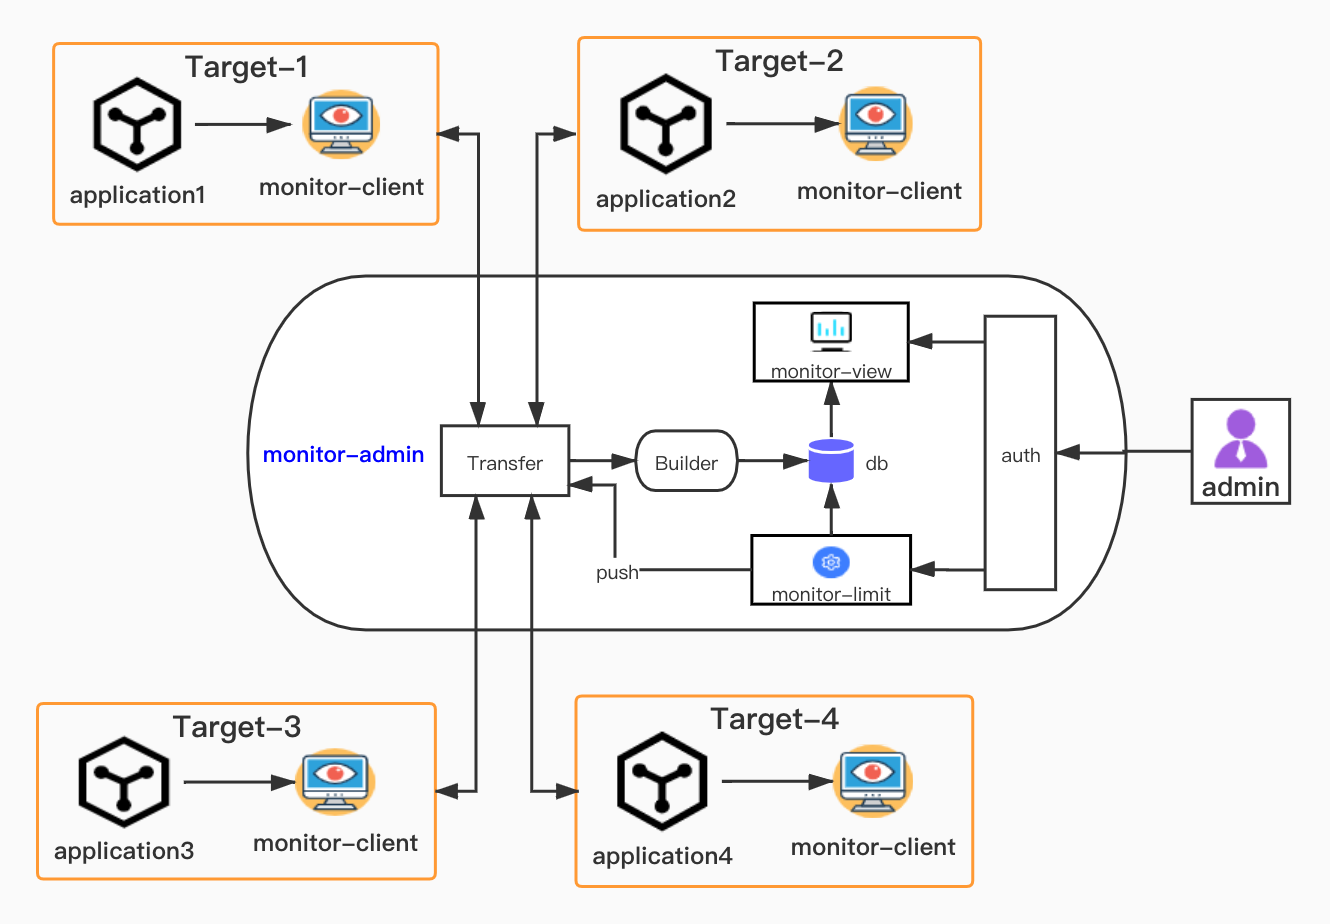 Target-1
application1
monitor-client
Target-2
application2
monitor-client
monitor-view
monitor-admin
Transfer
Builder
db
auth
admin
push
monitor-limit
Target-3
application3
monitor-client
Target-4
application4
monitor-client